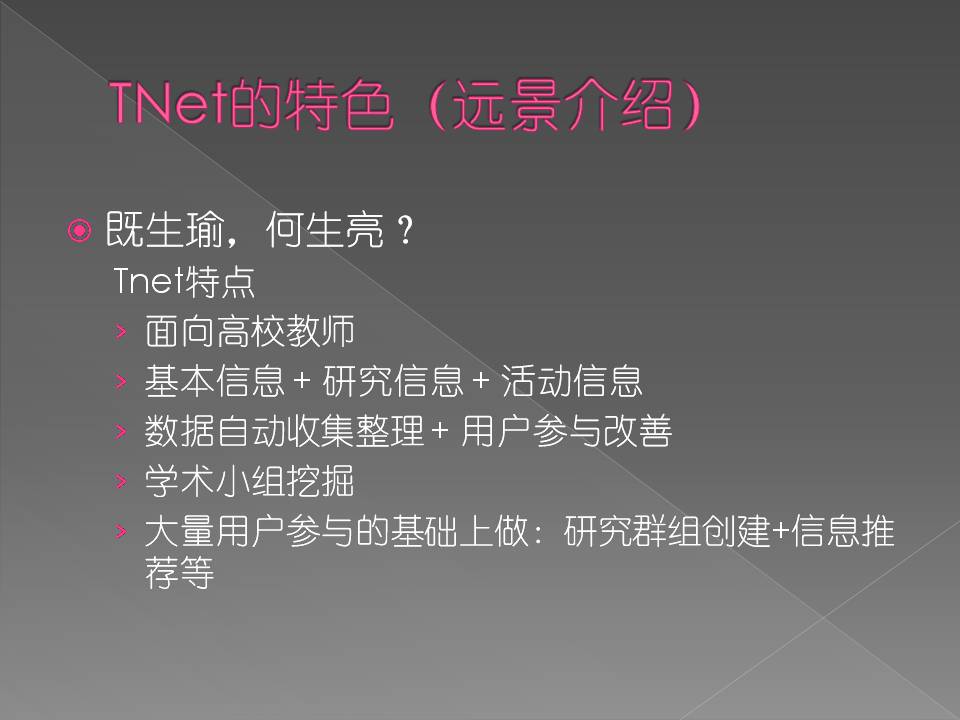 TNet的特色（远景介绍）
既生瑜，何生亮？
Tnet特点
面向高校教师
基本信息 + 研究信息 + 活动信息
数据自动收集整理 + 用户参与改善
学术小组挖掘
大量用户参与的基础上做：研究群组创建+信息推
荐等